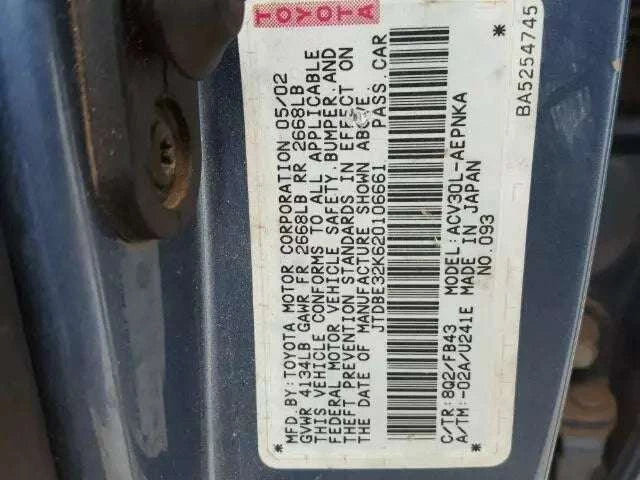 TOYOTA
MFD.BY:TOYOTA MOTOR CORPORATION 05/02
GVWR 4134LB GAWR FR 2668LB RR 2668LB
THIS VEHICLE CONFORMS TO ALL APPLICABLE
FEDERAL MOTOR VEHICLE SAFETY,BUMPER,AND
THEFT PREVENTION STANDARDS IN EFFECT ON
THE DATE OF MANUFACTURE SHOWN ABOVE.
JTDBE32K620106661 PASS.CAR
C/TR:8Q2/FB43 MODEL:ACV30L-AEPNKA
A/TM:-02A/U241E MADE IN JAPAN
* NO.093 *
BA5254745